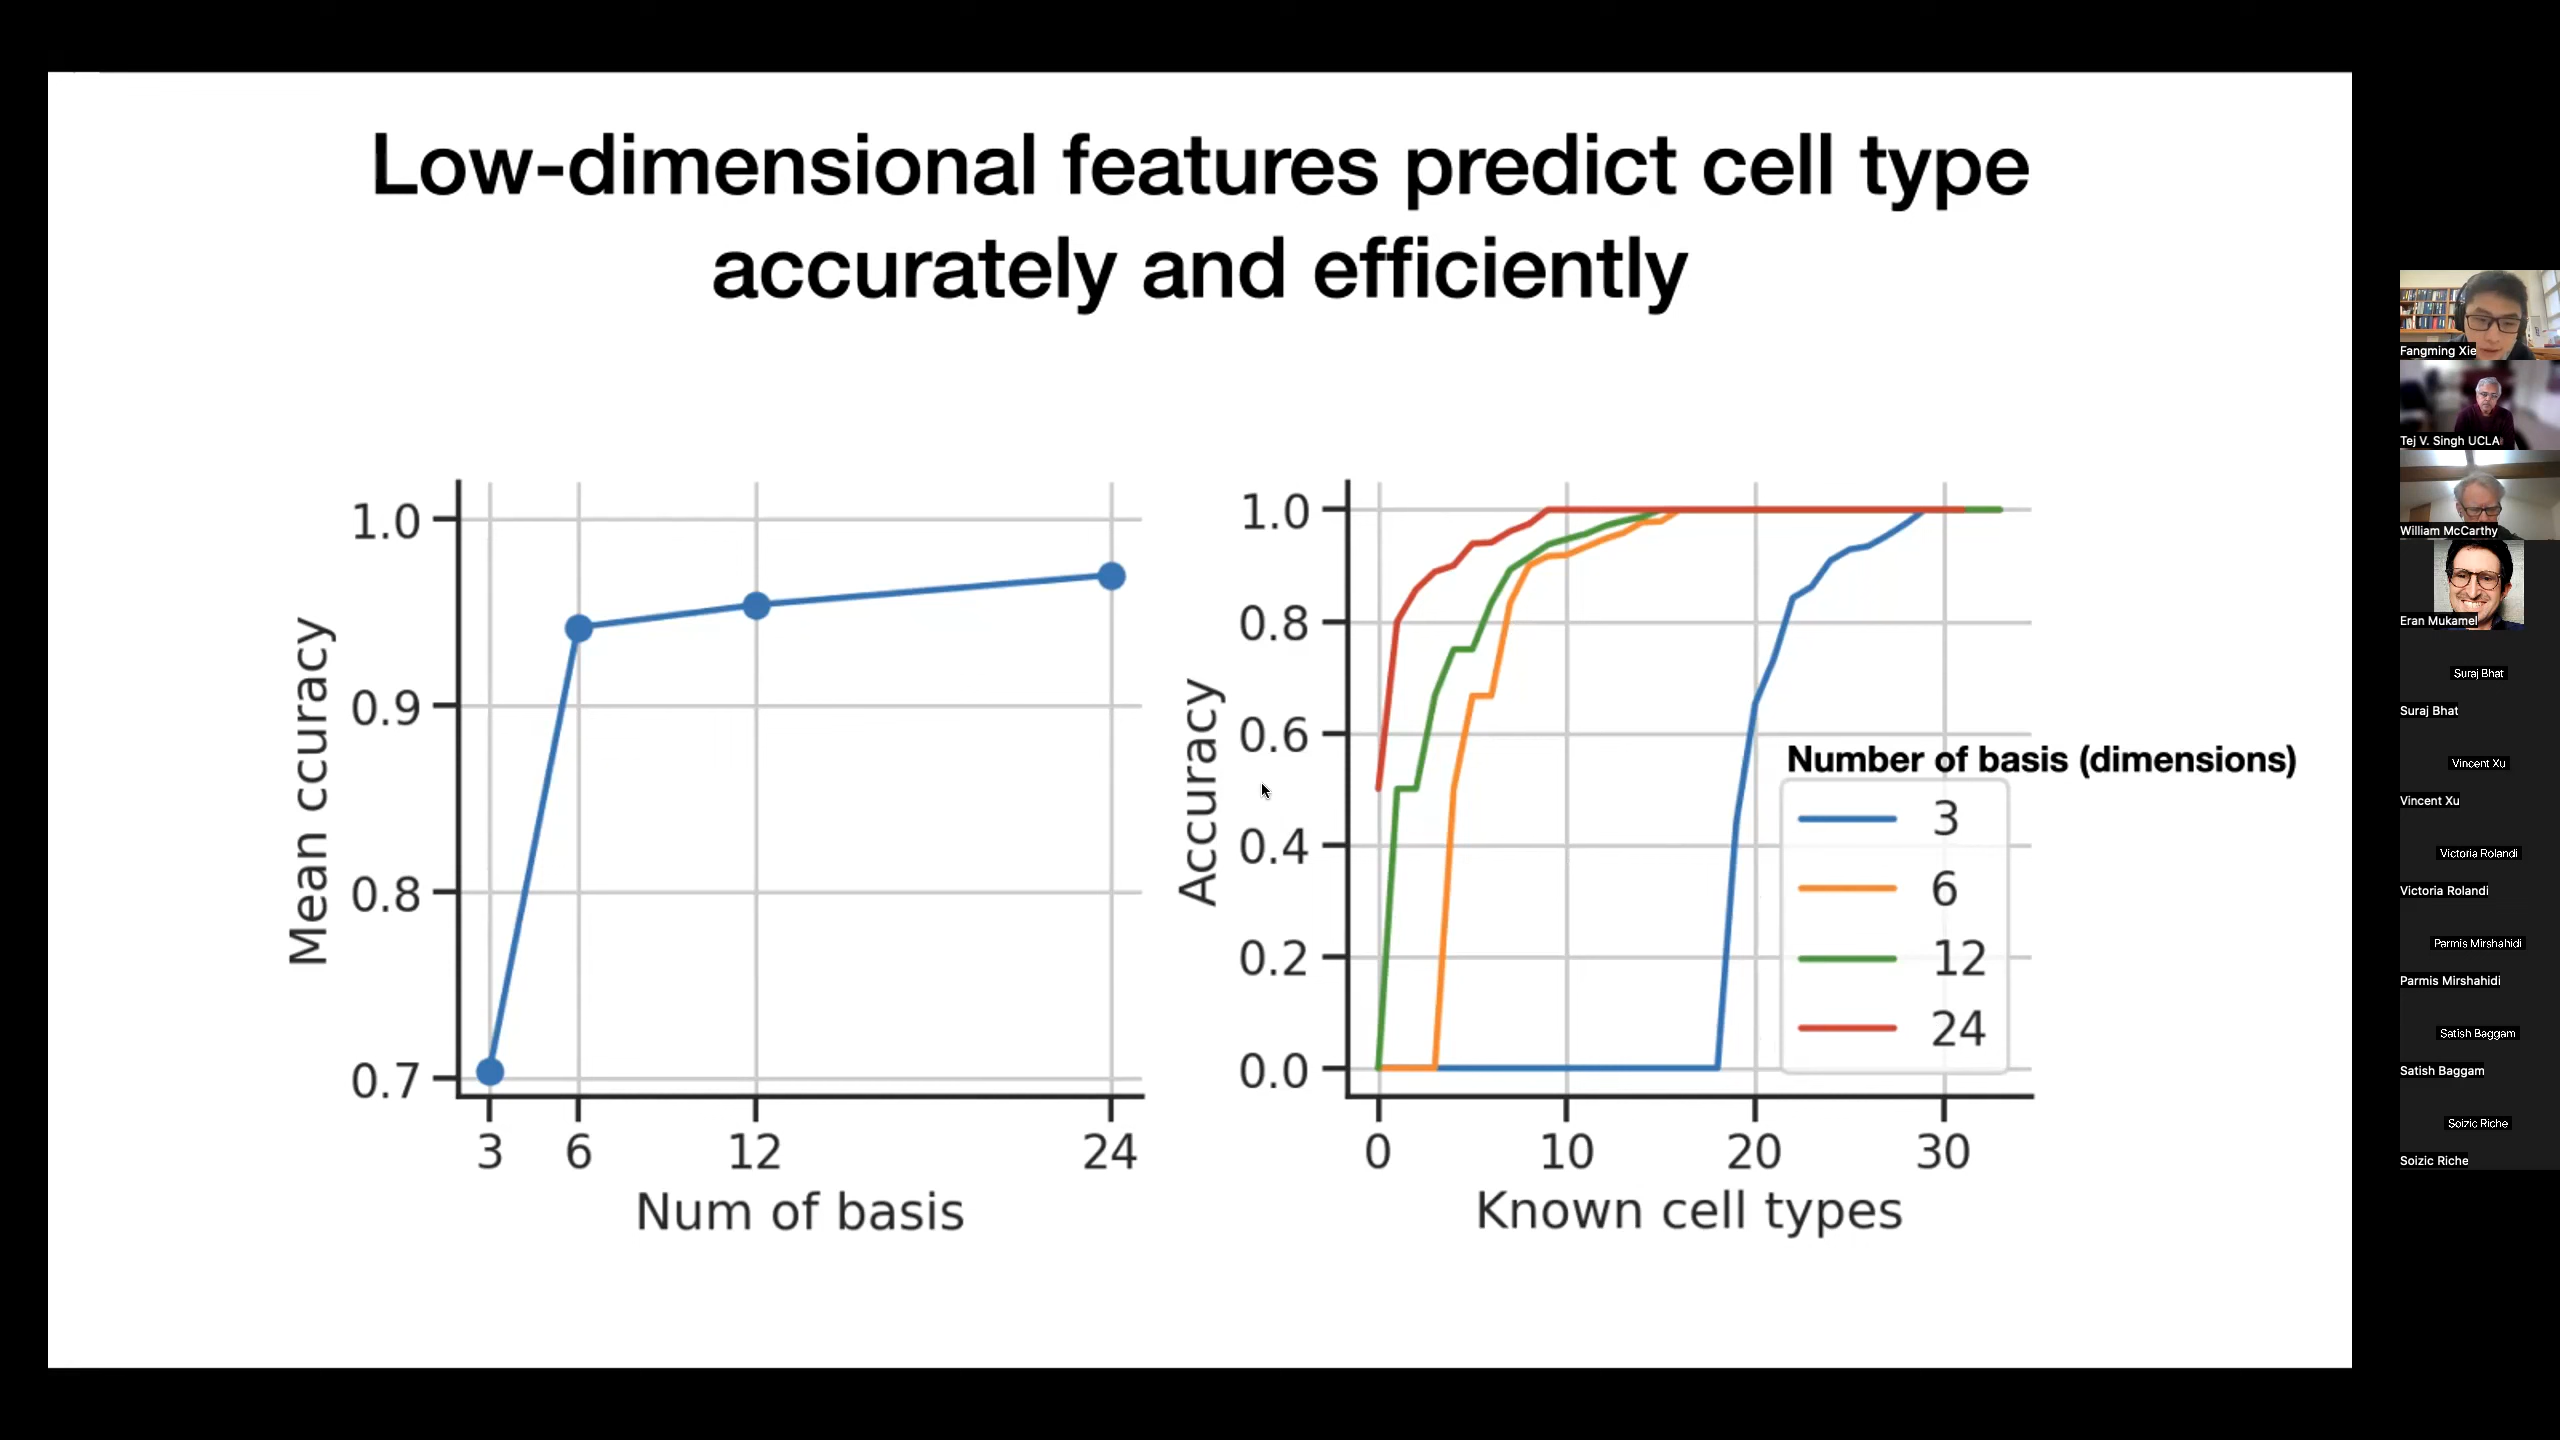 Low-dimensional features predict cell type
accurately and efficiently
Mean ccuracy
1.0
0.9
0.8
0.7
3 6 12 24
Num of basis
Accuracy
1.0
0.8
0.6
0.4
0.2
0.0
0 10 20 30
Known cell types
Number of basis (dimensions)
3
6
12
24
Fangming Xie
Tej V. Singh UCLA
William McCarthy
Eran Mukamel
Suraj Bhat
Suraj Bhat
Vincent Xu
Vincent Xu
Victoria Rolandi
Victoria Rolandi
Parmis Mirshahidi
Parmis Mirshahidi
Satish Baggam
Satish Baggam
Soizic Riche
Soizic Riche